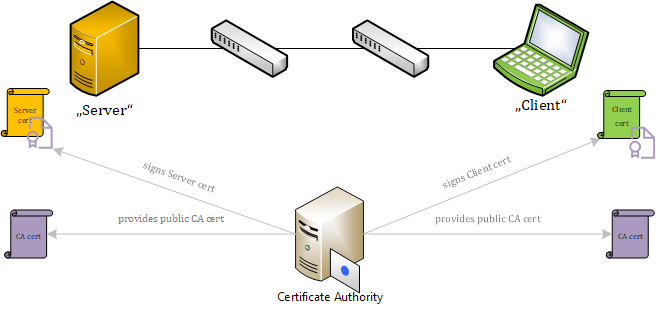 „Server“
„Client“
Server
cert
Client
cert
signs Server cert
signs Client cert
provides public CA cert
provides public CA cert
CA cert
CA cert
Certificate Authority